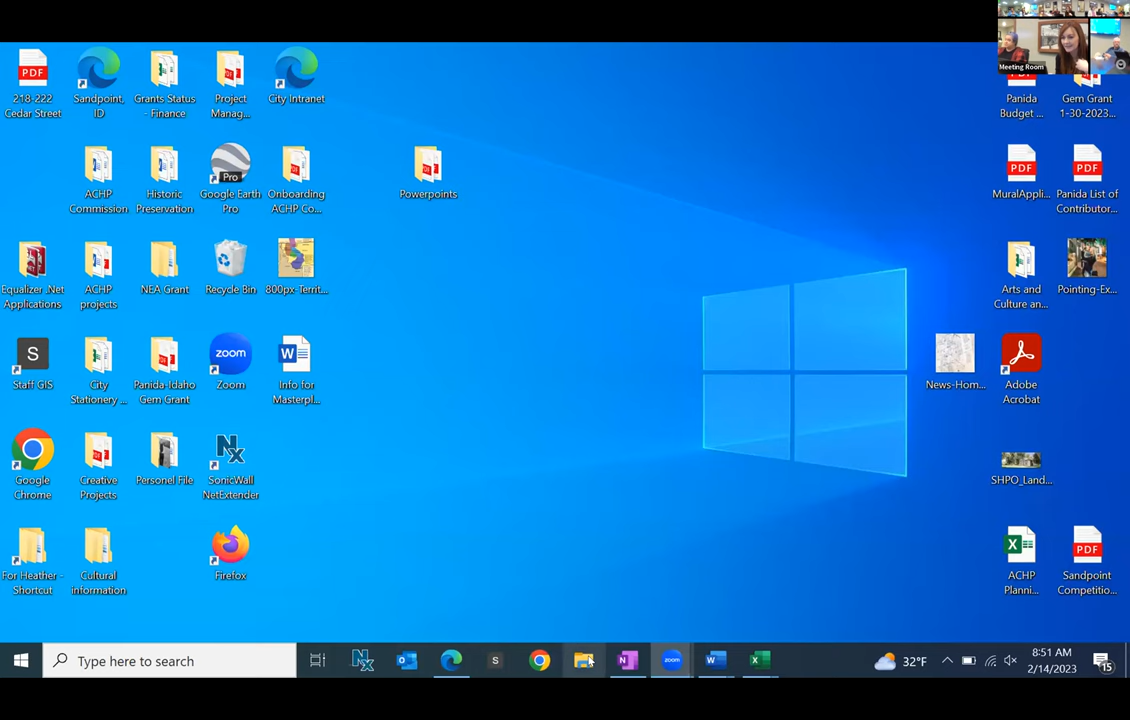 Meeting Room
218-222
Cedar Street
Sandpoint,
ID
Grants Status
- Finance
Project
Manag...
City Intranet
Panida
Budget ...
Gem Grant
1-30-2023...
ACHP
Commission
Historic
Preservation
Pro
Google Earth
Pro
Onboarding
ACHP Co...
Powerpoints
MuralAppli...
Panida List of
Contributor...
Equalizer .Net
Applications
ACHP
projects
NEA Grant
Recycle Bin
800px-Territ...
Arts and
Culture an...
Pointing-Ex...
S
Staff GIS
City
Stationery ...
Panida-Idaho
Gem Grant
zoom
Zoom
W
Info for
Masterpl...
News-Hom...
Adobe
Acrobat
Google
Chrome
Creative
Projects
Personel File
SonicWall
NetExtender
SHPO_Land...
For Heather -
Shortcut
Cultural
information
Firefox
ACHP
Planni...
PDF
Sandpoint
Competitio...
Type here to search
32°F
8:51 AM
2/14/2023
15